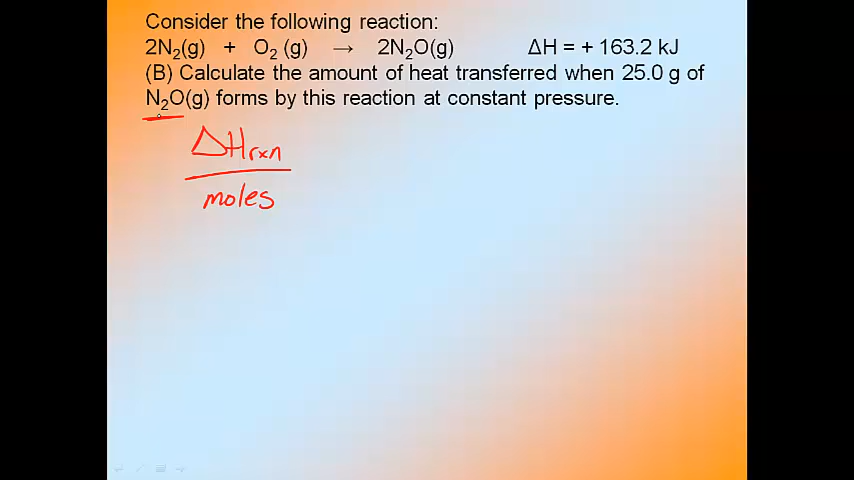 Consider the following reaction:
2N₂(g) + O₂ (g) → 2N₂O(g) ΔH = + 163.2 kJ
(B) Calculate the amount of heat transferred when 25.0 g of
N₂O(g) forms by this reaction at constant pressure.
ΔHrxn
moles